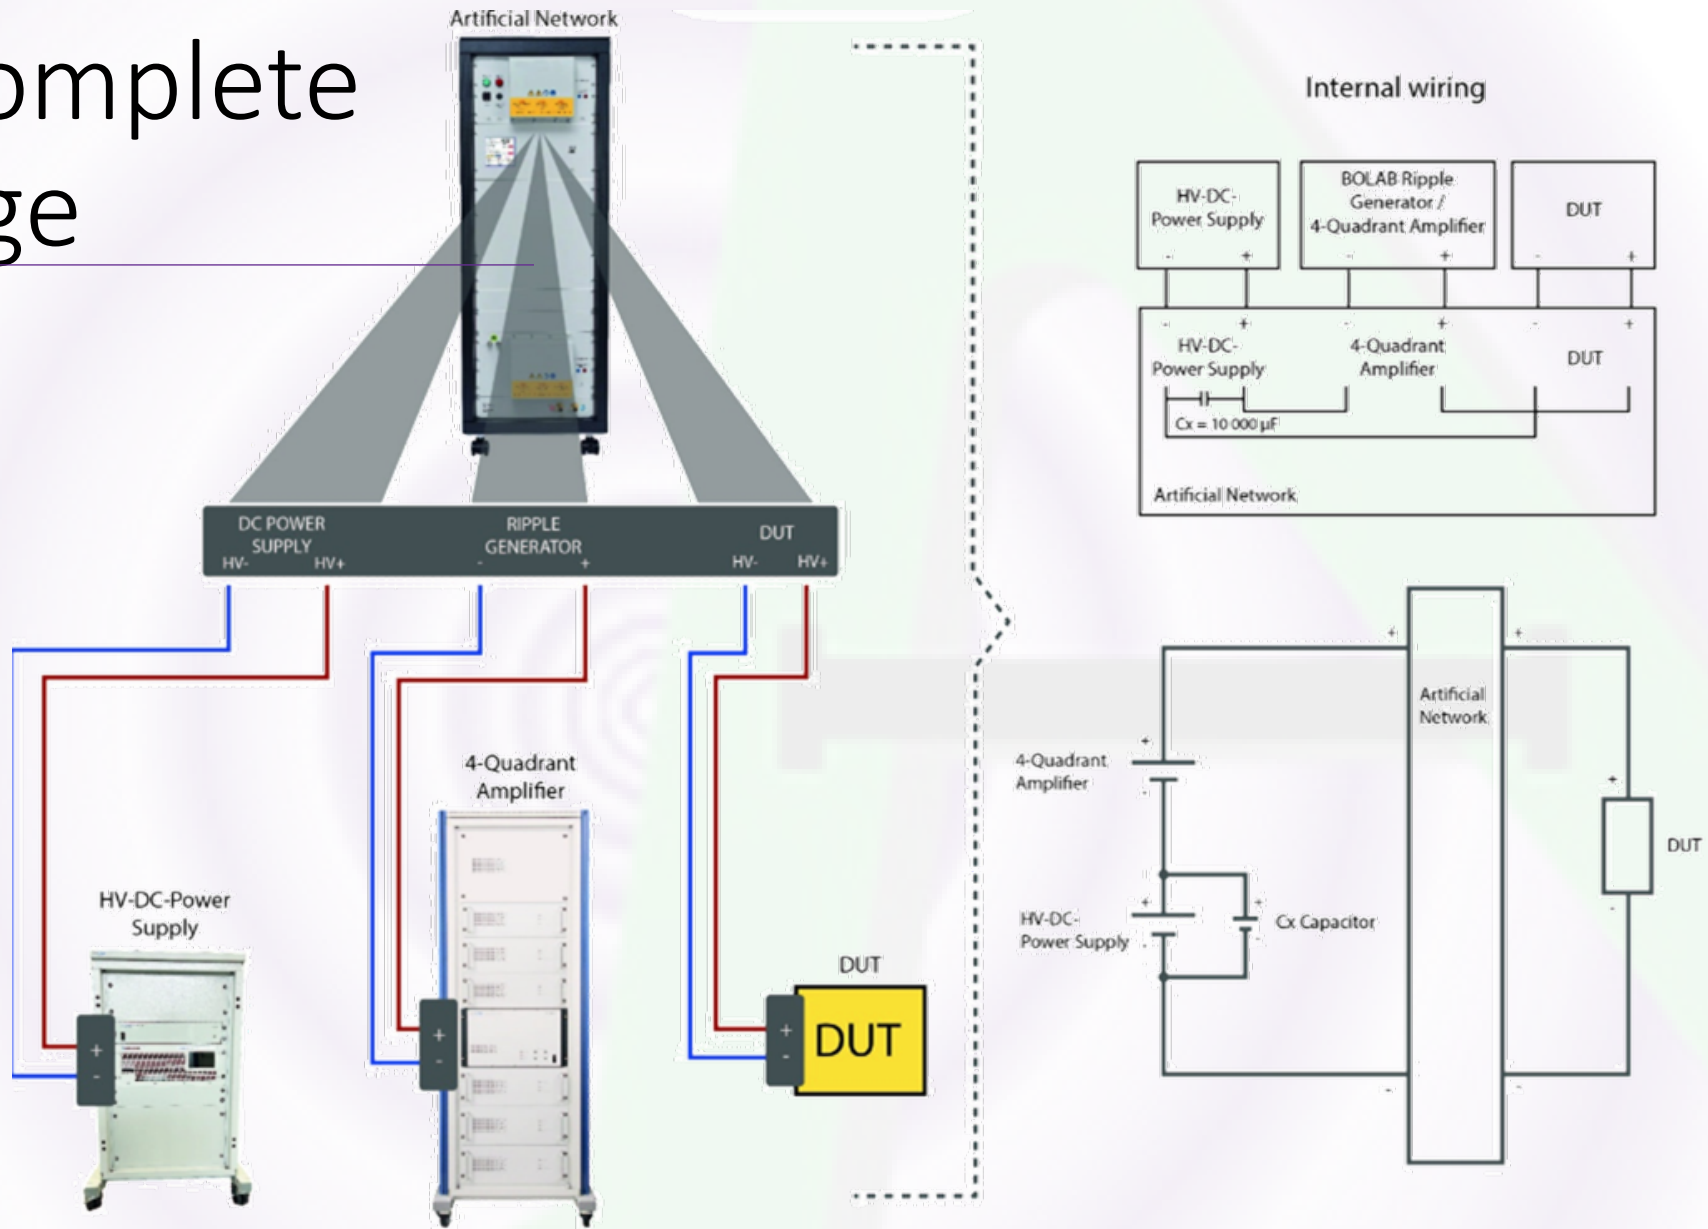 omplete
ge
Artificial Network
DC POWER
SUPPLY
HV-
HV+
RIPPLE
GENERATOR
-
+
DUT
HV-
HV+
HV-DC-Power
Supply
+
-
4-Quadrant
Amplifier
+
-
DUT
+
-
DUT
Internal wiring
HV-DC-
Power Supply
- +
BOLAB Ripple
Generator /
4-Quadrant Amplifier
- +
DUT
- +
- + - + - +
HV-DC-
Power Supply
4-Quadrant
Amplifier
DUT
Cx = 10 000 µF
Artificial Network
+ +
Artificial
Network
4-Quadrant
Amplifier
+
-
HV-DC-
Power Supply
+
-
+
-
Cx Capacitor
+
-
DUT
- -